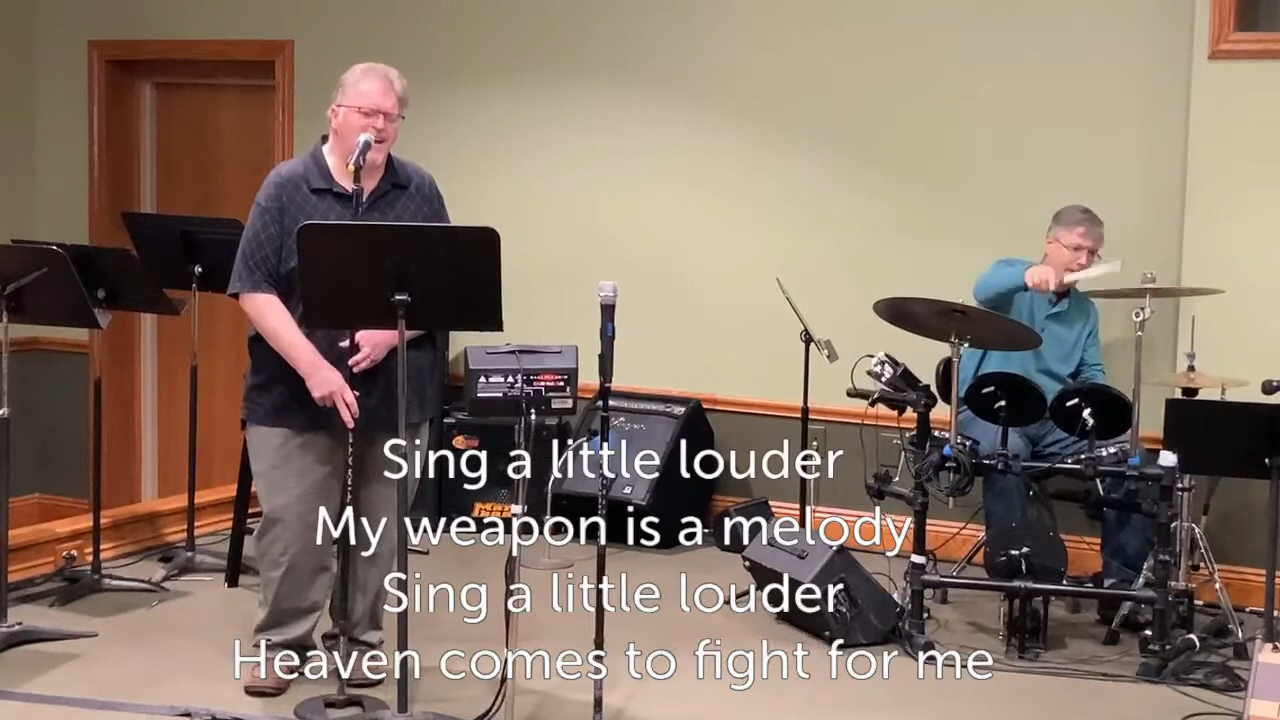 Sing a little louder
My weapon is a melody
Sing a little louder
Heaven comes to fight for me